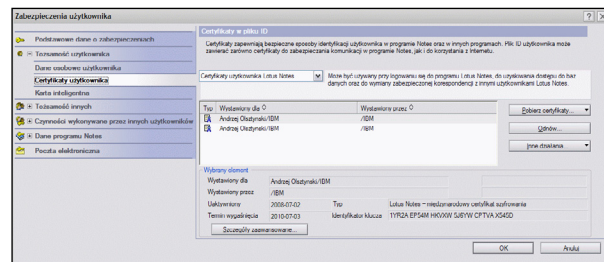 Zabezpieczenia użytkownika
Podstawowe dane o zabezpieczeniach
Tożsamość użytkownika
Dane osobowe użytkownika
Certyfikaty użytkownika
Karta inteligentna
Tożsamość innych
Czynności wykonywane przez innych użytkowników
Dane programu Notes
Poczta elektroniczna
Certyfikaty w pliku ID
Certyfikaty zapewniają bezpieczne sposoby identyfikacji użytkownika w programie Notes oraz w innych programach. Plik ID użytkownika może
zawierać zarówno certyfikaty do zabezpieczania komunikacji w programie Notes, jak i do korzystania z Internetu.
Certyfikaty użytkownika Lotus Notes
Może być używany przy logowaniu się do programu Lotus Notes, do uzyskiwania dostępu do baz
danych oraz do wymiany zabezpieczonej korespondencji z innymi użytkownikami Lotus Notes.
Typ Wystawiony dla Wystawiony przez
Andrzej Olsztynski/IBM /IBM
Andrzej Olsztynski/IBM /IBM
Pobierz certyfikaty...
Odnów...
Inne działania
Wybrany element
Wystawiony dla Andrzej Olsztynski/IBM
Wystawiony przez /IBM
Uaktywniony 2008-07-02 Typ Lotus Notes – międzynarodowy certyfikat szyfrowania
Termin wygaśnięcia 2010-07-03 Identyfikator klucza 1YR2A EPS4M HKVXW SJ6YW CPTVA XS45D
Szczegóły zaawansowane...
OK Anuluj